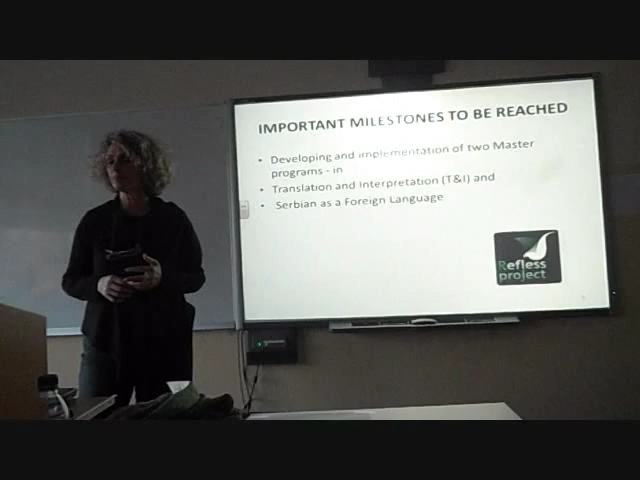 IMPORTANT MILESTONES TO BE REACHED
• Developing and implementation of two Master
programs - in
• Translation and Interpretation (T&I) and
• Serbian as a Foreign Language
Refless
project